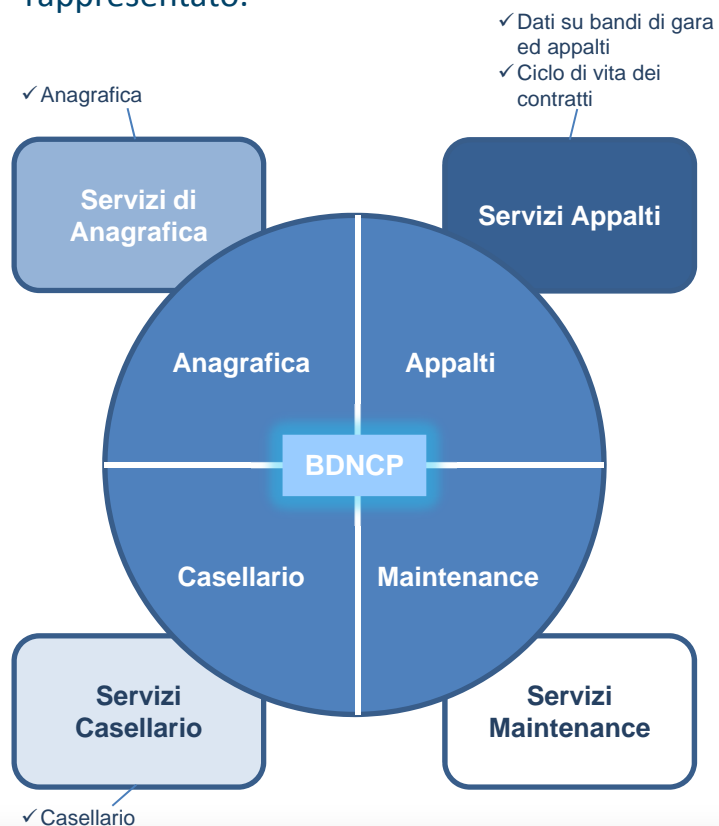 rappresentato:
✓ Dati su bandi di gara
ed appalti
✓ Ciclo di vita dei
contratti
✓ Anagrafica
Servizi di
Anagrafica
Servizi Appalti
Anagrafica
Appalti
BDNCP
Casellario
Maintenance
Servizi
Casellario
Servizi
Maintenance
✓ Casellario